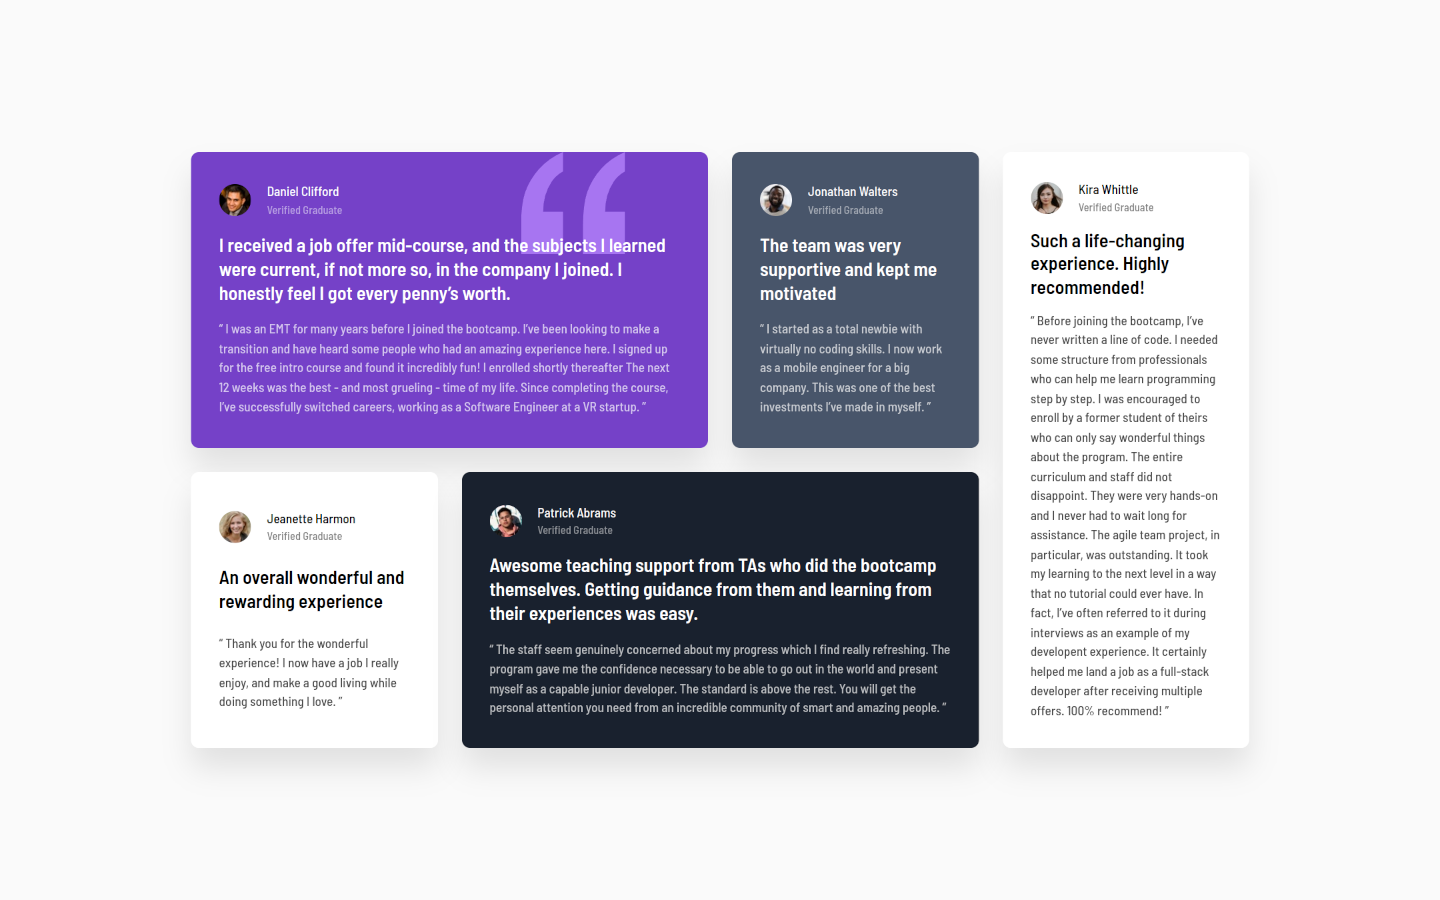 Daniel Clifford
Verified Graduate
I received a job offer mid-course, and the subjects I learned
were current, if not more so, in the company I joined. I
honestly feel I got every penny’s worth.
“ I was an EMT for many years before I joined the bootcamp. I’ve been looking to make a
transition and have heard some people who had an amazing experience here. I signed up
for the free intro course and found it incredibly fun! I enrolled shortly thereafter The next
12 weeks was the best - and most grueling - time of my life. Since completing the course,
I’ve successfully switched careers, working as a Software Engineer at a VR startup. ”
Jonathan Walters
Verified Graduate
The team was very
supportive and kept me
motivated
“ I started as a total newbie with
virtually no coding skills. I now work
as a mobile engineer for a big
company. This was one of the best
investments I’ve made in myself. ”
Kira Whittle
Verified Graduate
Such a life-changing
experience. Highly
recommended!
“ Before joining the bootcamp, I’ve
never written a line of code. I needed
some structure from professionals
who can help me learn programming
step by step. I was encouraged to
enroll by a former student of theirs
who can only say wonderful things
about the program. The entire
curriculum and staff did not
disappoint. They were very hands-on
and I never had to wait long for
assistance. The agile team project, in
particular, was outstanding. It took
my learning to the next level in a way
that no tutorial could ever have. In
fact, I’ve often referred to it during
interviews as an example of my
developent experience. It certainly
helped me land a job as a full-stack
developer after receiving multiple
offers. 100% recommend! ”
Jeanette Harmon
Verified Graduate
An overall wonderful and
rewarding experience
“ Thank you for the wonderful
experience! I now have a job I really
enjoy, and make a good living while
doing something I love. ”
Patrick Abrams
Verified Graduate
Awesome teaching support from TAs who did the bootcamp
themselves. Getting guidance from them and learning from
their experiences was easy.
“ The staff seem genuinely concerned about my progress which I find really refreshing. The
program gave me the confidence necessary to be able to go out in the world and present
myself as a capable junior developer. The standard is above the rest. You will get the
personal attention you need from an incredible community of smart and amazing people. ”